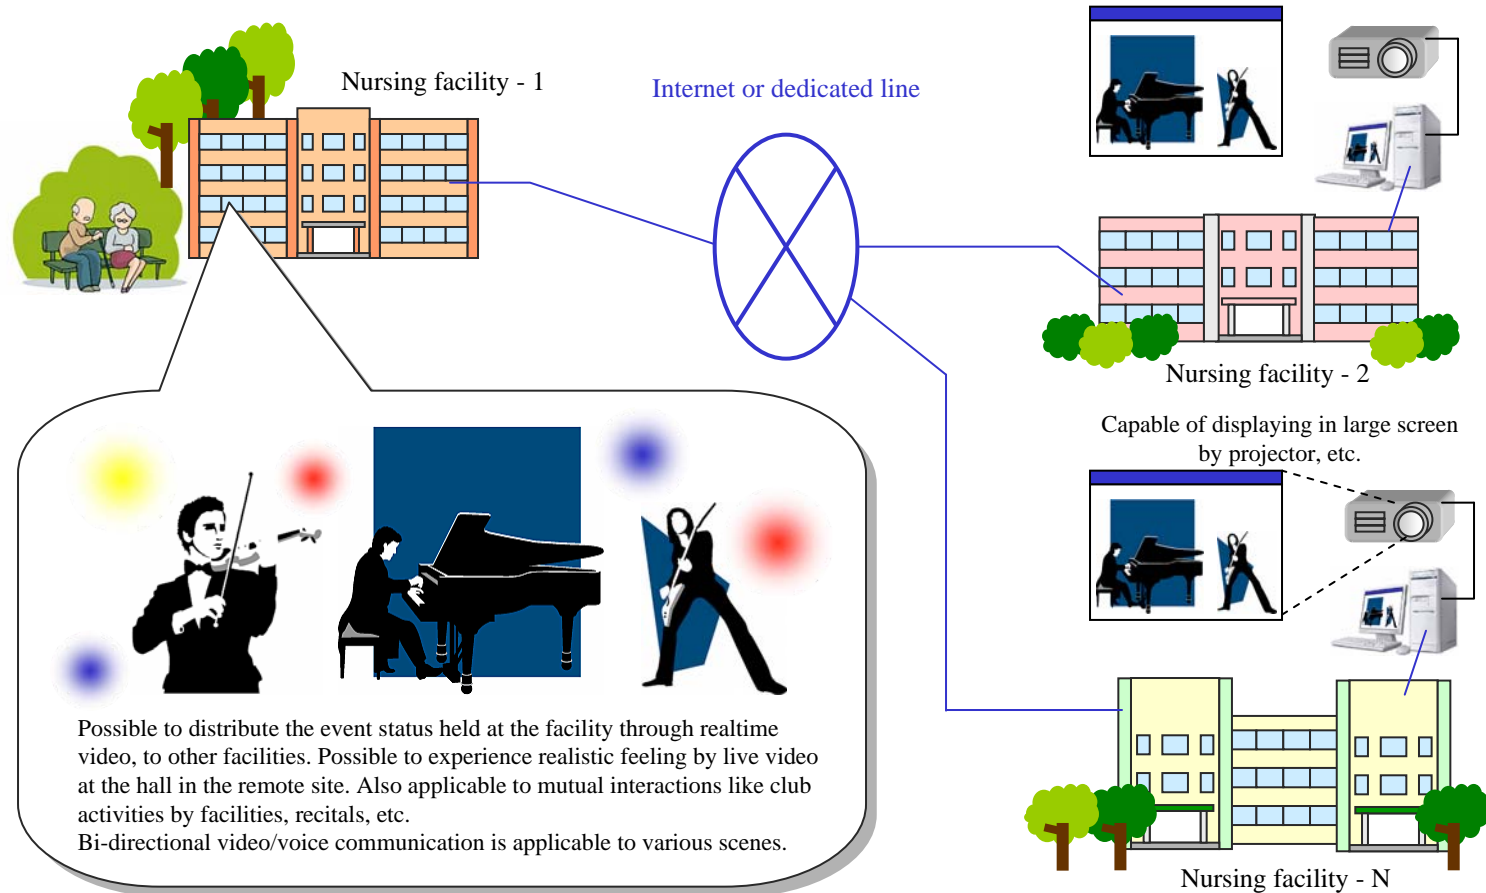 Nursing facility - 1
Internet or dedicated line
Nursing facility - 2
Capable of displaying in large screen
by projector, etc.
Possible to distribute the event status held at the facility through realtime
video, to other facilities. Possible to experience realistic feeling by live video
at the hall in the remote site. Also applicable to mutual interactions like club
activities by facilities, recitals, etc.
Bi-directional video/voice communication is applicable to various scenes.
Nursing facility - N